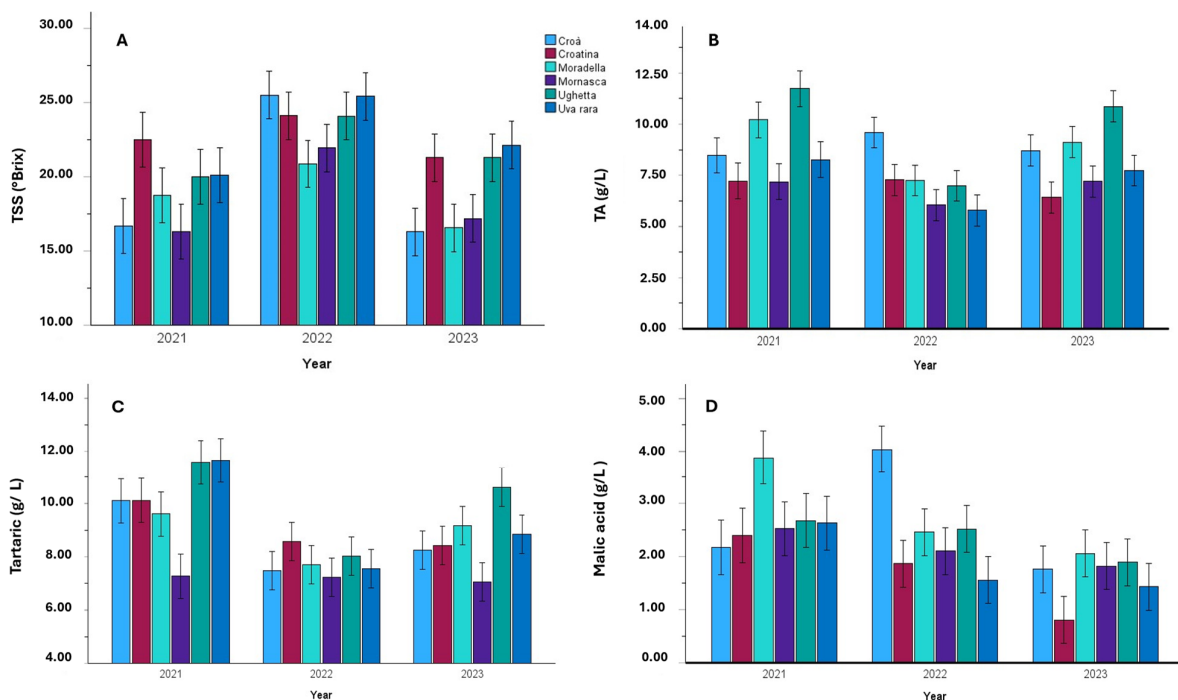 A
TSS (ºBrix)
30.00
25.00
20.00
15.00
10.00
2021
2022
2023
Year
Croá
Croatina
Moradella
Mornasca
Ughetta
Uva rara
B
TA (g/L)
14.00
12.50
10.00
7.50
5.00
2.50
0.00
2021
2022
2023
Year
C
Tartaric (g/ L)
14.00
12.00
10.00
8.00
6.00
4.00
2021
2022
2023
Year
D
Malic acid (g/L )
5.00
4.00
3.00
2.00
1.00
0.00
2021
2022
2023
Year